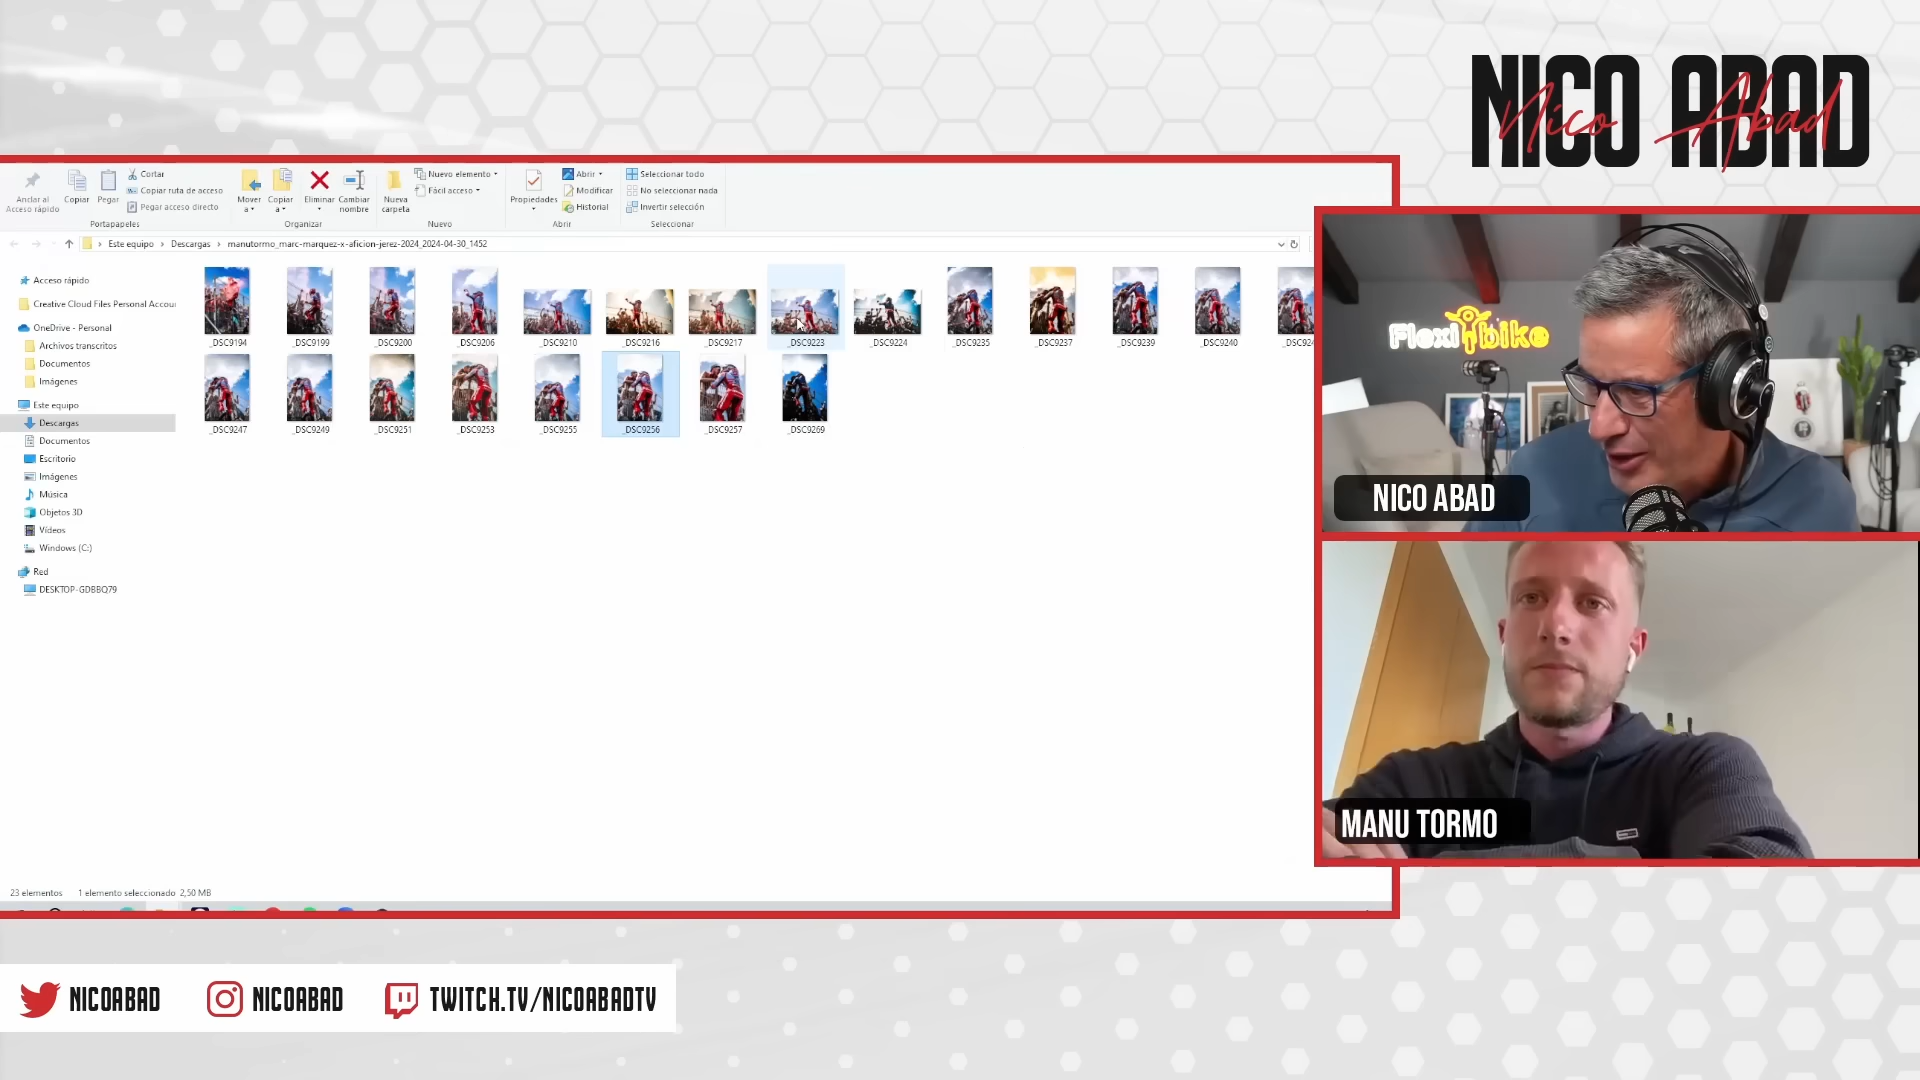 NICO ABAD
Nico Abad
Anclar al
Acceso rápido
Copiar
Pegar
Cortar
Copiar ruta de acceso
Pegar acceso directo
Portapapeles
Mover
a
Copiar
a
Eliminar
Cambiar
nombre
Organizar
Nueva
carpeta
Nuevo elemento
Fácil acceso
Nuevo
Propiedades
Abrir
Modificar
Historial
Abrir
Seleccionar todo
No seleccionar nada
Invertir selección
Seleccionar
Este equipo
Descargas
manutormo_marc-marquez-x-aficion-jerez-2024_2024-04-30_1452
Acceso rápido
Creative Cloud Files Personal Accou
OneDrive - Personal
Archivos transcritos
Documentos
Imágenes
Este equipo
Descargas
Documentos
Escritorio
Imágenes
Música
Objetos 3D
Vídeos
Windows (C:)
Red
DESKTOP-GDBBQ79
_DSC9194 _DSC9199 _DSC9200 _DSC9206 _DSC9210 _DSC9216 _DSC9217 _DSC9223 _DSC9224 _DSC9235 _DSC9237 _DSC9239 _DSC9240 _DSC924
_DSC9247 _DSC9249 _DSC9251 _DSC9253 _DSC9255 _DSC9256 _DSC9257 _DSC9269
23 elementos 1 elemento seleccionado 2,50 MB
Flexibike
NICO ABAD
MANU TORMO
NICOABAD NICOABAD TWITCH.TV/NICOABADTV